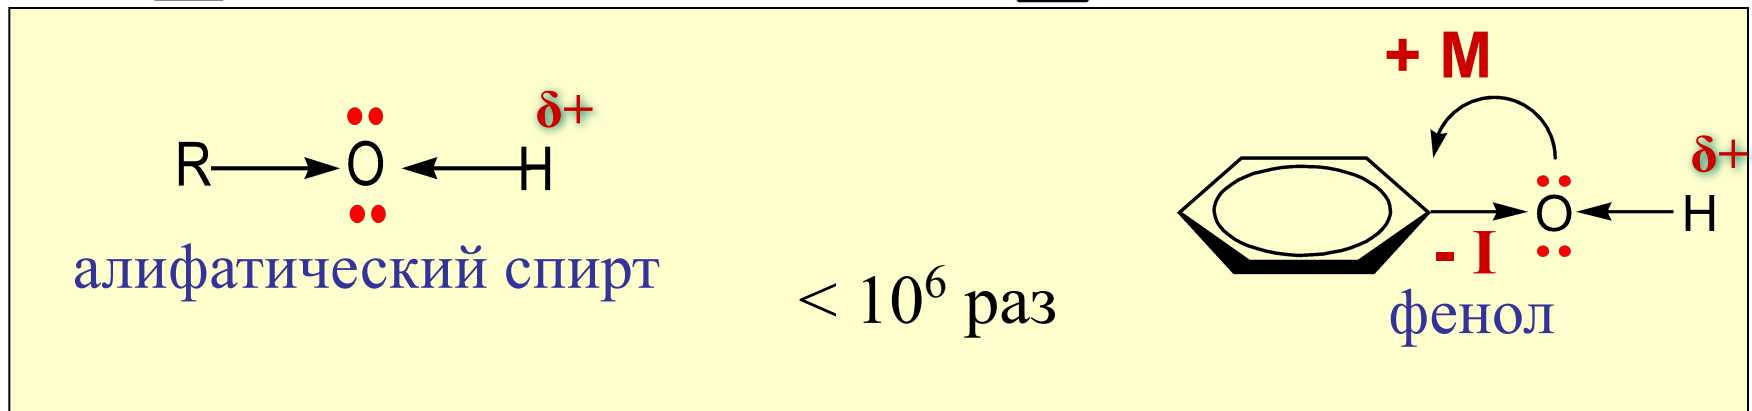 + M
δ+
R O H
δ+
O H
- I
алифатический спирт
< 10⁶ раз
фенол